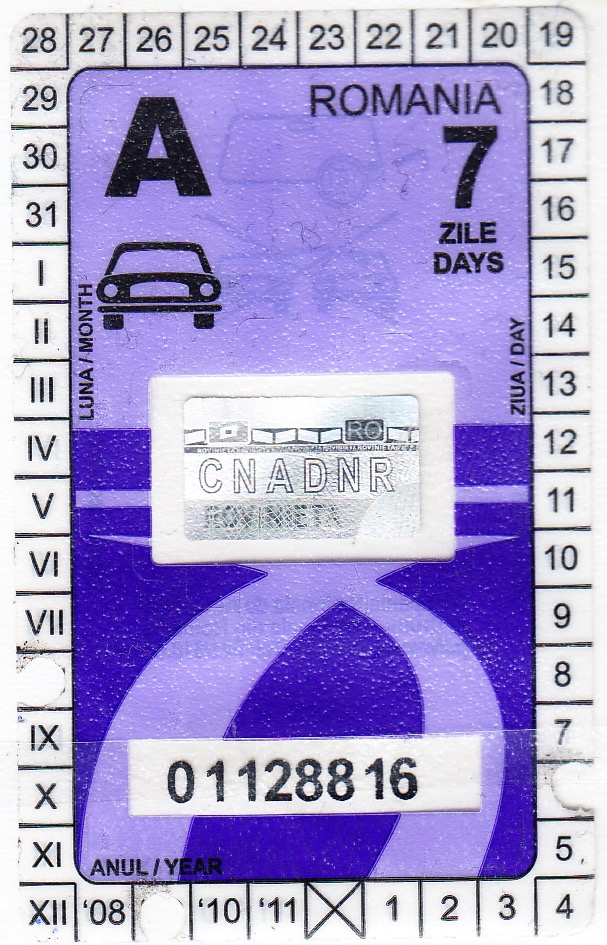 28 27 26 25 24 23 22 21 20 19
29 18
30 17
31 16
I 15
II 14
III 13
IV 12
V 11
VI 10
VII 9
8
IX 7
X
XI 5
XII '08 '10 '11 1 2 3 4
A
ROMANIA
7
ZILE
DAYS
LUNA / MONTH
ZIUA / DAY
RO
CNADNR
ROVINIETA
01128816
ANUL / YEAR